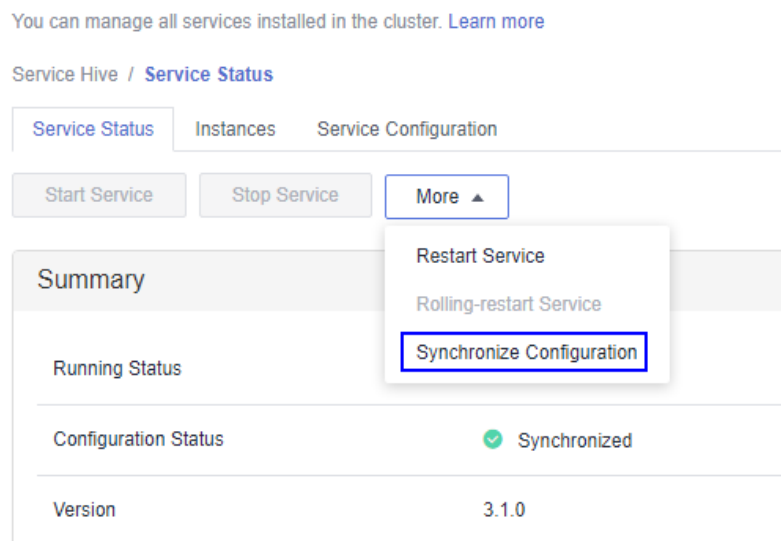 You can manage all services installed in the cluster. Learn more
Service Hive / Service Status
Service Status Instances Service Configuration
Start Service Stop Service More
Restart Service
Summary
Rolling-restart Service
Synchronize Configuration
Running Status
Configuration Status Synchronized
Version 3.1.0